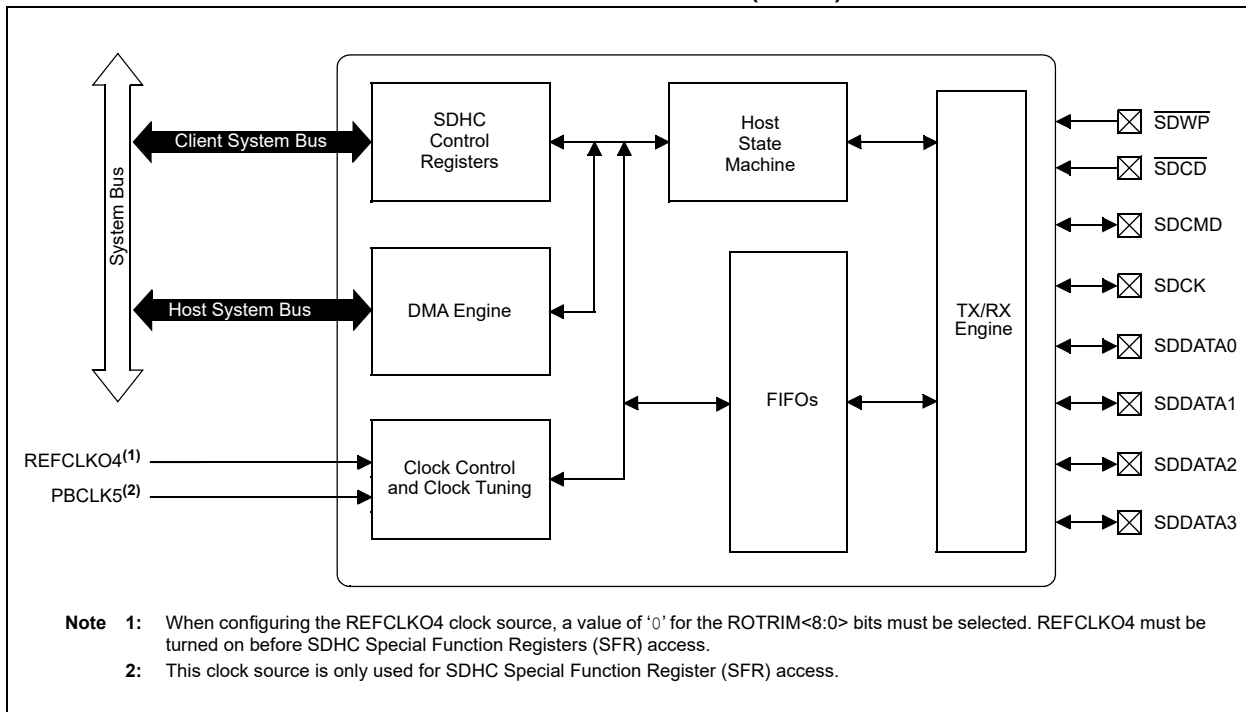 System Bus
Client System Bus
Host System Bus
SDHC
Control
Registers
DMA Engine
Clock Control
and Clock Tuning
REFCLKO4(1)
PBCLK5(2)
Host
State
Machine
FIFOs
TX/RX
Engine
SDWP
SDCD
SDCMD
SDCK
SDDATA0
SDDATA1
SDDATA2
SDDATA3
Note 1: When configuring the REFCLKO4 clock source, a value of ‘0’ for the ROTRIM<8:0> bits must be selected. REFCLKO4 must be
turned on before SDHC Special Function Registers (SFR) access.
2: This clock source is only used for SDHC Special Function Register (SFR) access.